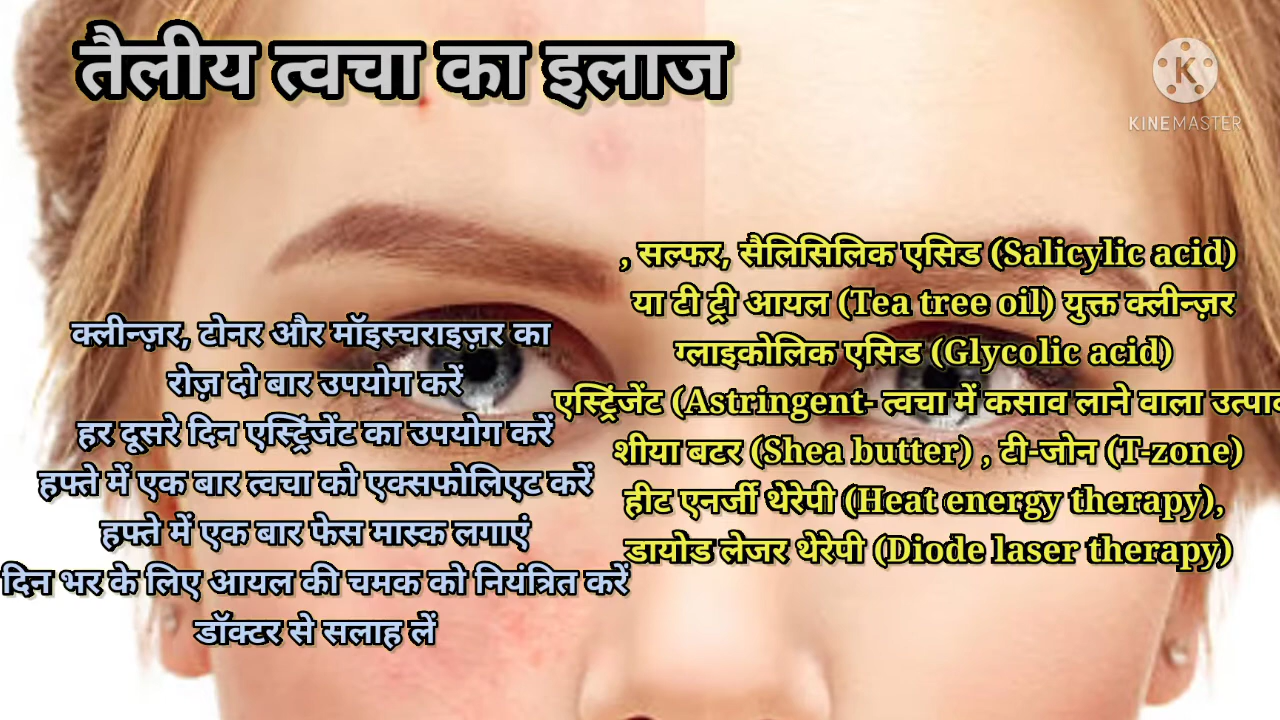 तैलीय त्वचा का इलाज
KINEMASTER
क्लीन्ज़र, टोनर और मॉइस्चराइज़र का
रोज़ दो बार उपयोग करें
हर दूसरे दिन एस्ट्रिंजेंट का उपयोग करें
हफ्ते में एक बार त्वचा को एक्सफोलिएट करें
हफ्ते में एक बार फेस मास्क लगाएं
दिन भर के लिए आयल की चमक को नियंत्रित करें
डॉक्टर से सलाह लें
, सल्फर, सैलिसिलिक एसिड (Salicylic acid)
या टी ट्री आयल (Tea tree oil) युक्त क्लीन्ज़र
ग्लाइकोलिक एसिड (Glycolic acid)
एस्ट्रिंजेंट (Astringent- त्वचा में कसाव लाने वाला
शीया बटर (Shea butter) , टी-जोन (T-zone)
हीट एनर्जी थेरेपी (Heat energy therapy),
डायोड लेजर थेरेपी (Diode laser therapy)